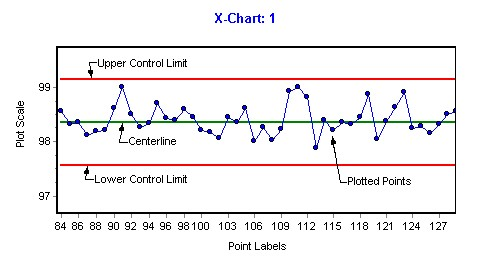 X-Chart: 1
Upper Control Limit
99
Plot Scale
98
Centerline
Lower Control Limit
Plotted Points
97
84 86 88 90 92 94 96 98 100 103 106 109 112 115 118 121 124 127
Point Labels